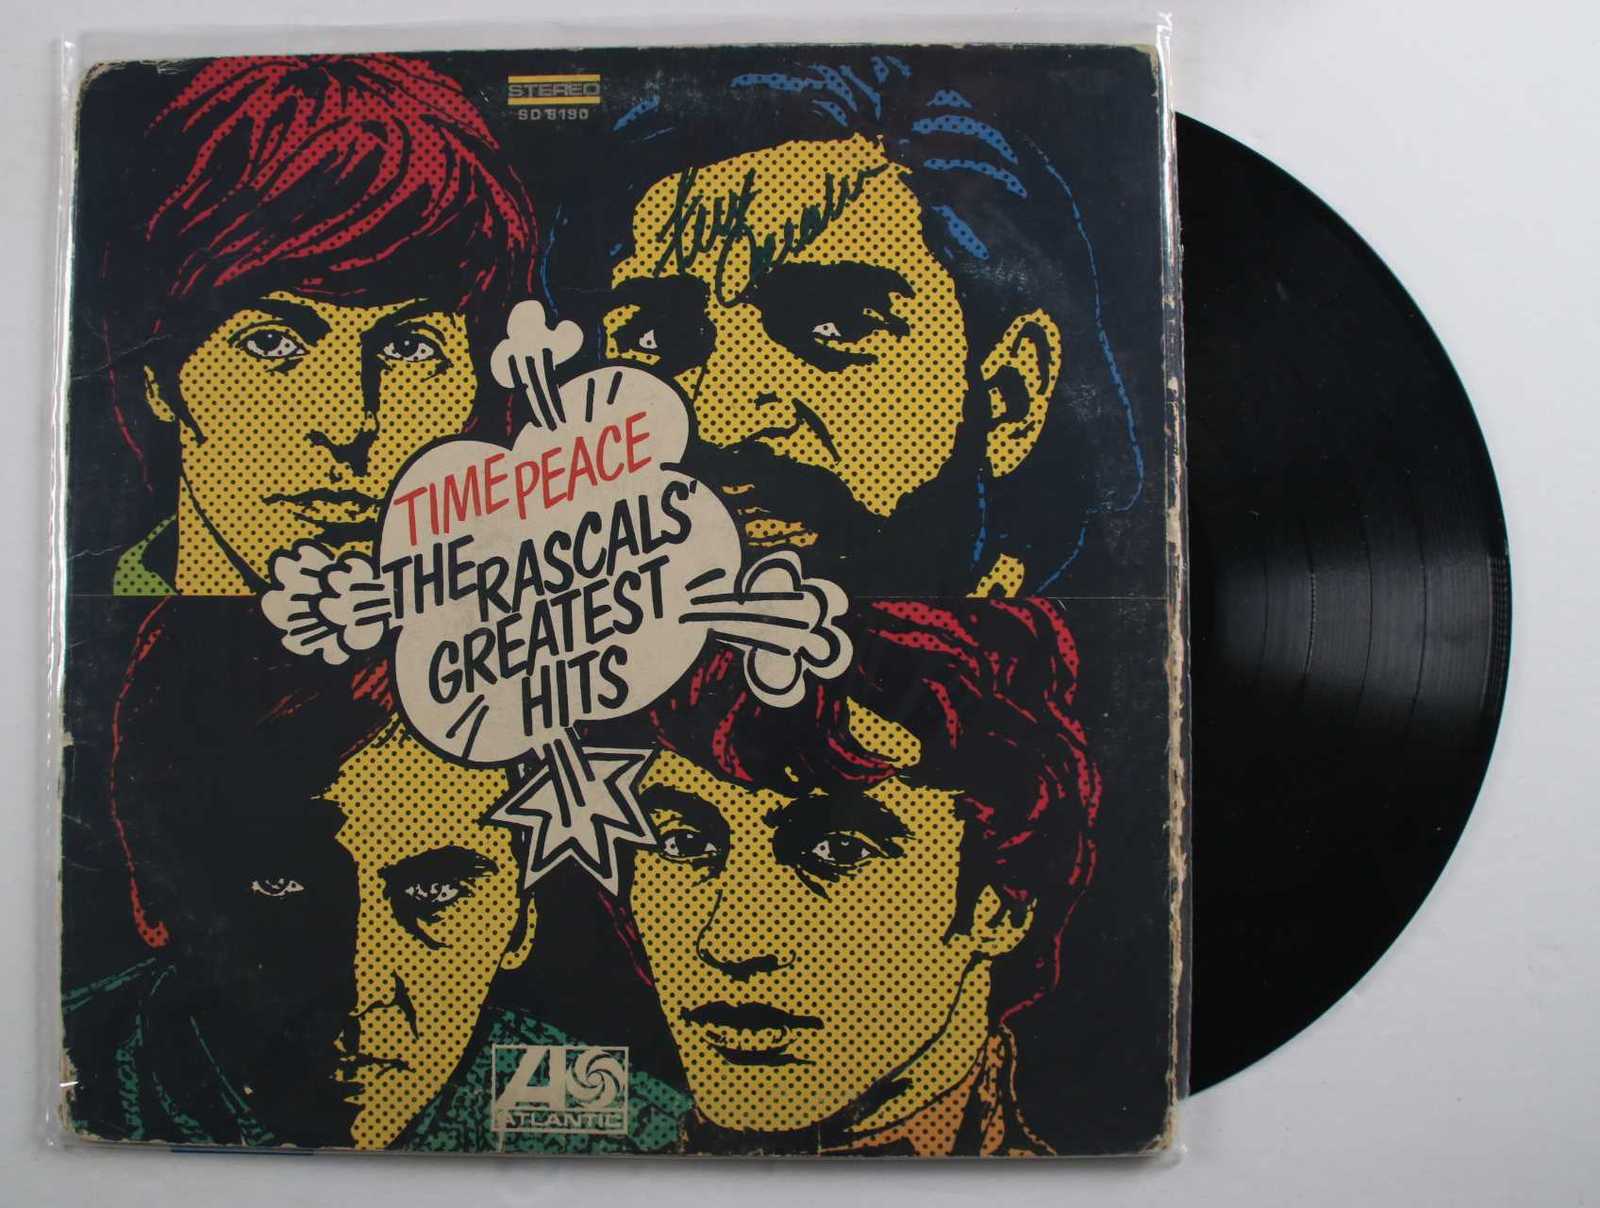 STEREO
SD 8190
TIME PEACE
THE RASCALS'
GREATEST
HITS
ATLANTIC